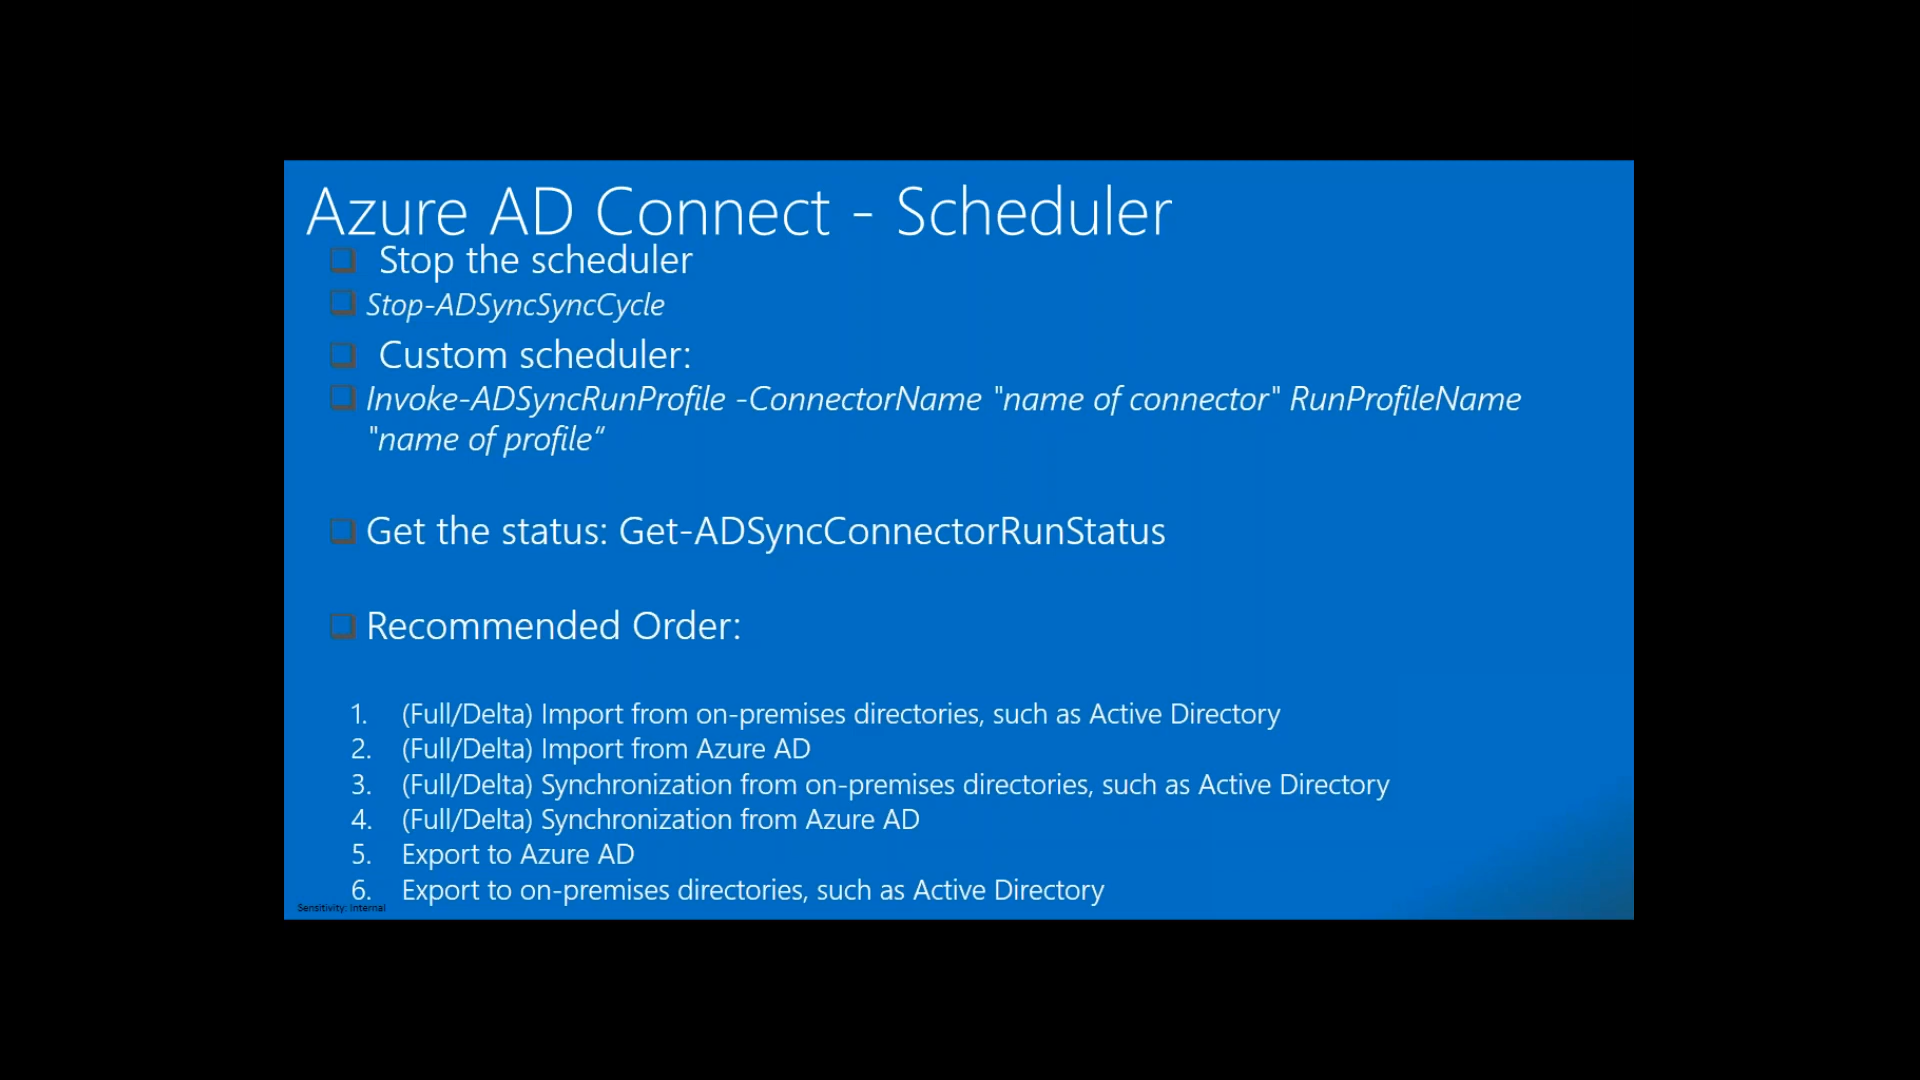 Azure AD Connect - Scheduler
Stop the scheduler
Stop-ADSyncSyncCycle
Custom scheduler:
Invoke-ADSyncRunProfile -ConnectorName "name of connector" RunProfileName
"name of profile“
Get the status: Get-ADSyncConnectorRunStatus
Recommended Order:
1. (Full/Delta) Import from on-premises directories, such as Active Directory
2. (Full/Delta) Import from Azure AD
3. (Full/Delta) Synchronization from on-premises directories, such as Active Directory
4. (Full/Delta) Synchronization from Azure AD
5. Export to Azure AD
6. Export to on-premises directories, such as Active Directory
Sensitivity: Internal